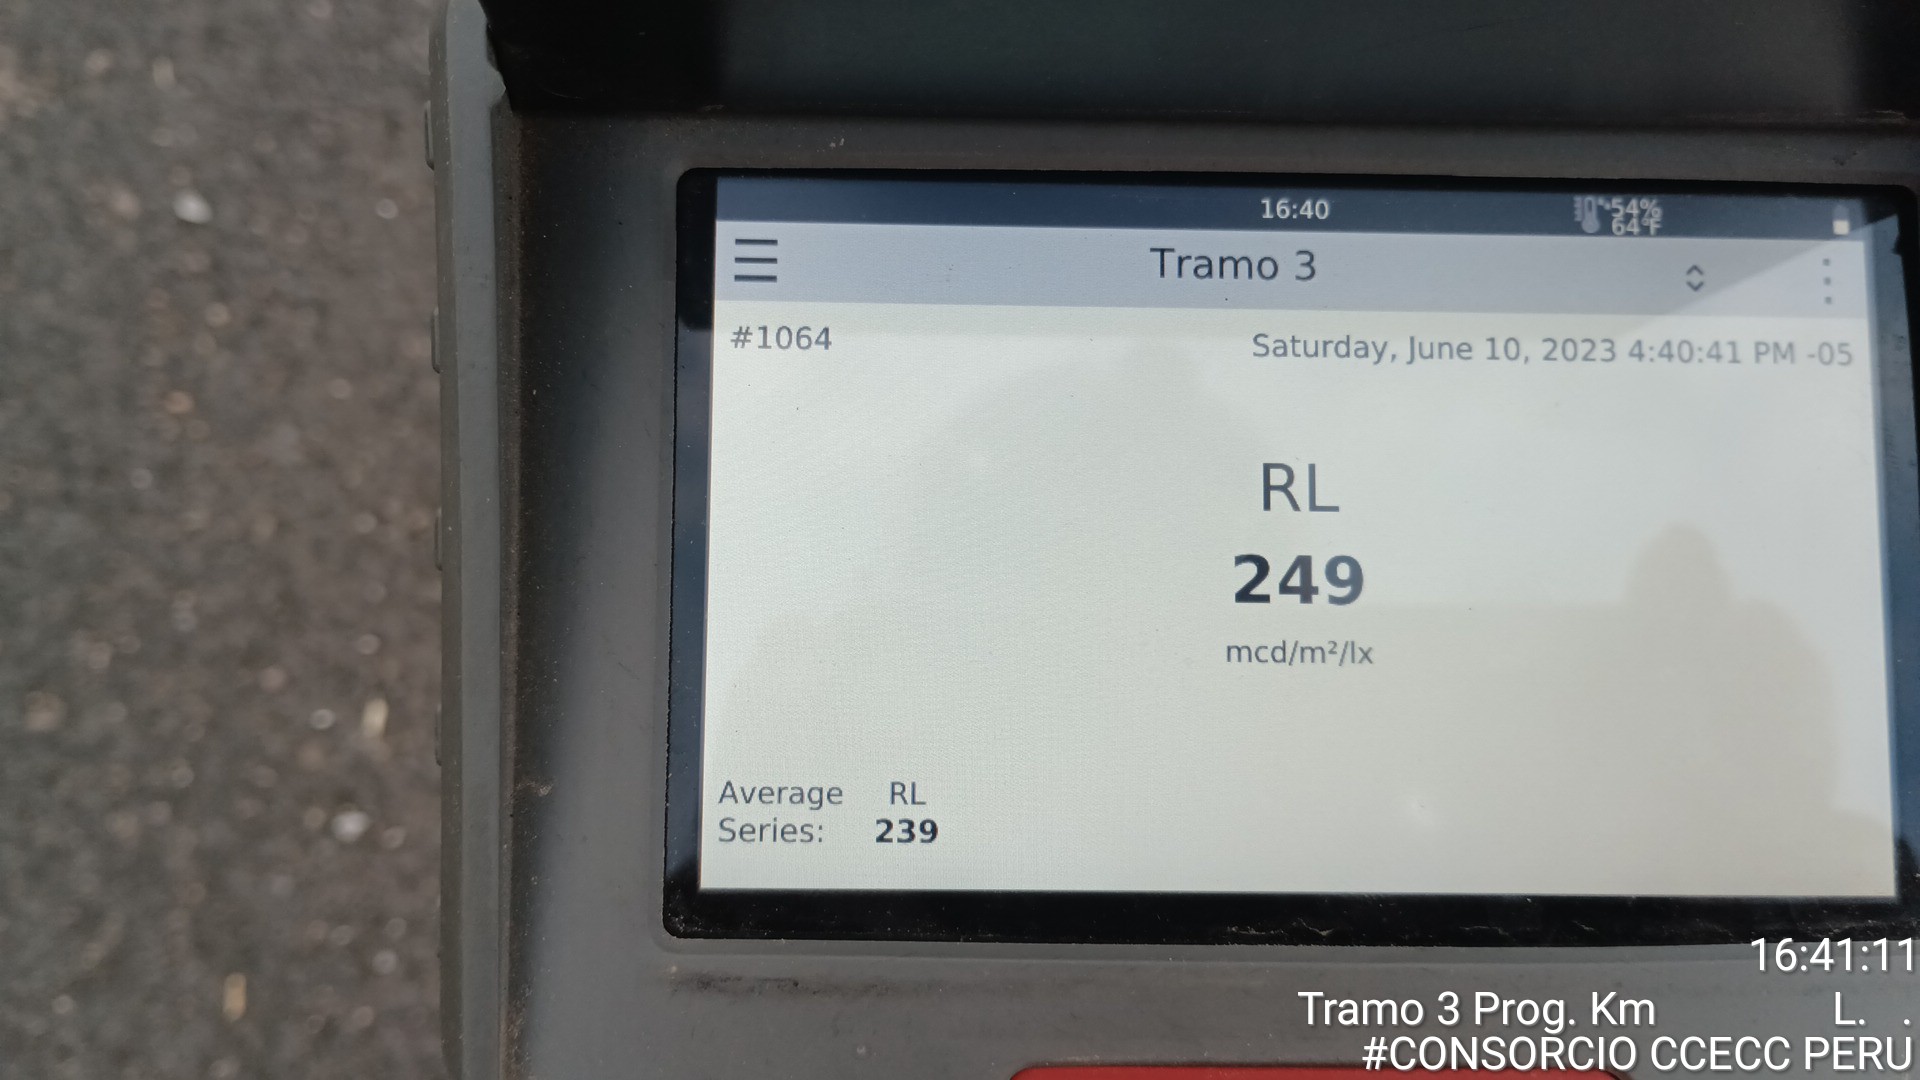 16:40
54%
64°F
Tramo 3
#1064
Saturday, June 10, 2023 4:40:41 PM -05
RL
249
mcd/m²/lx
Average RL
Series: 239
16:41:11
Tramo 3 Prog. Km L. .
#CONSORCIO CCECC PERU